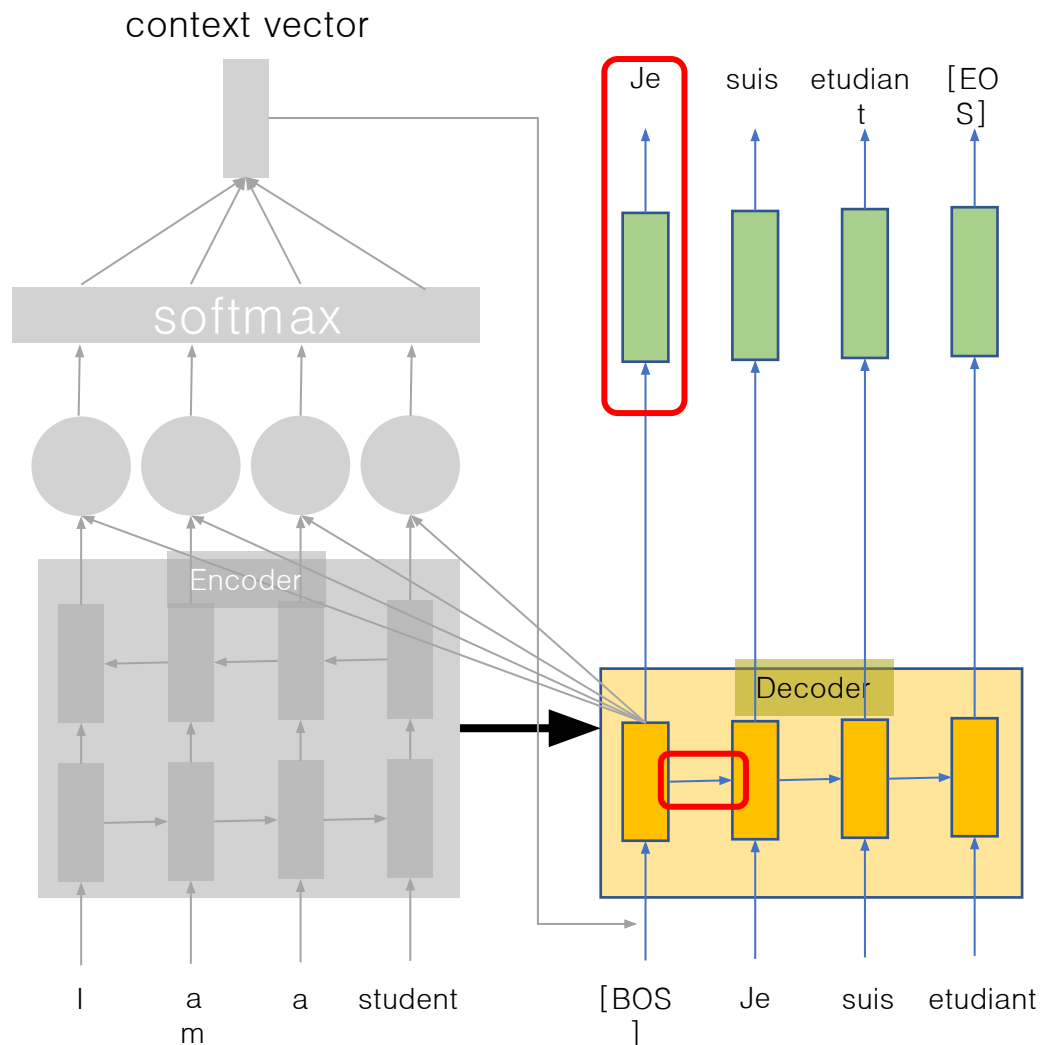 context vector
Je
suis
etudian
t
[EO
S]
softmax
Encoder
Decoder
I
a
m
a
student
[BOS
]
Je
suis
etudiant